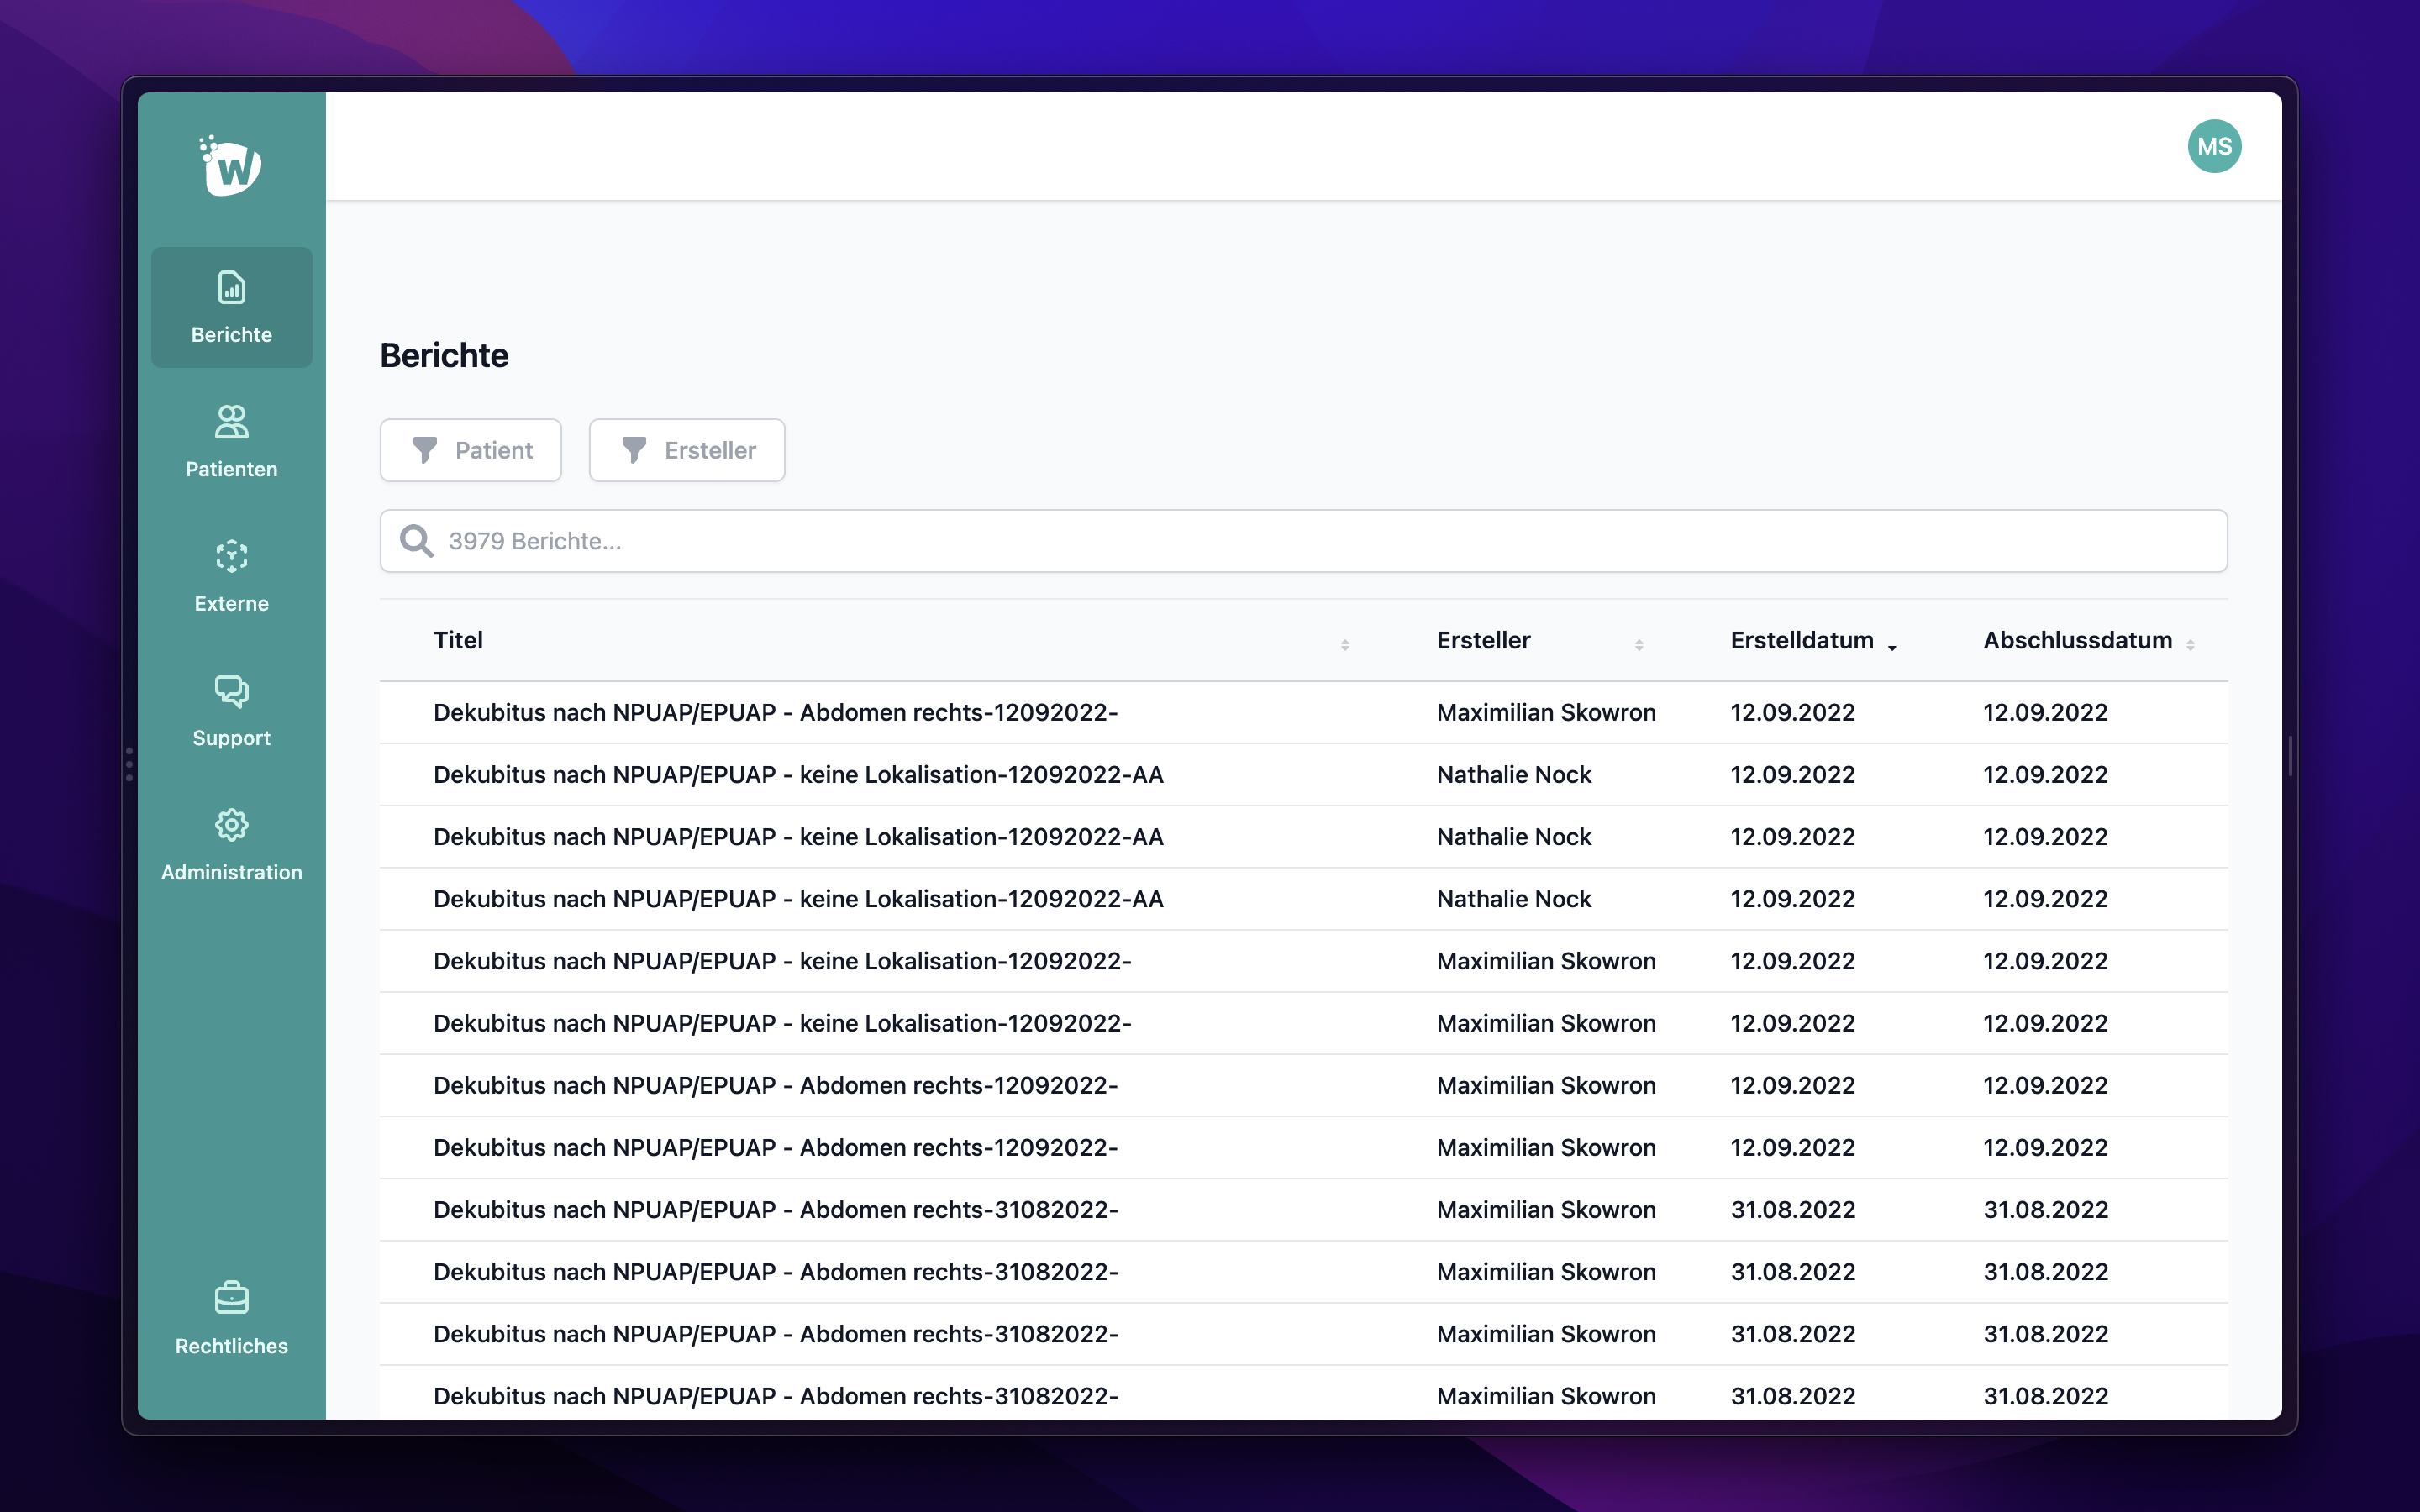 W
MS
Berichte
Patienten
Externe
Support
Administration
Rechtliches
Berichte
Patient Ersteller
3979 Berichte...
Titel Ersteller Erstelldatum Abschlussdatum
Dekubitus nach NPUAP/EPUAP - Abdomen rechts-12092022- Maximilian Skowron 12.09.2022 12.09.2022
Dekubitus nach NPUAP/EPUAP - keine Lokalisation-12092022-AA Nathalie Nock 12.09.2022 12.09.2022
Dekubitus nach NPUAP/EPUAP - keine Lokalisation-12092022-AA Nathalie Nock 12.09.2022 12.09.2022
Dekubitus nach NPUAP/EPUAP - keine Lokalisation-12092022-AA Nathalie Nock 12.09.2022 12.09.2022
Dekubitus nach NPUAP/EPUAP - keine Lokalisation-12092022- Maximilian Skowron 12.09.2022 12.09.2022
Dekubitus nach NPUAP/EPUAP - keine Lokalisation-12092022- Maximilian Skowron 12.09.2022 12.09.2022
Dekubitus nach NPUAP/EPUAP - Abdomen rechts-12092022- Maximilian Skowron 12.09.2022 12.09.2022
Dekubitus nach NPUAP/EPUAP - Abdomen rechts-12092022- Maximilian Skowron 12.09.2022 12.09.2022
Dekubitus nach NPUAP/EPUAP - Abdomen rechts-31082022- Maximilian Skowron 31.08.2022 31.08.2022
Dekubitus nach NPUAP/EPUAP - Abdomen rechts-31082022- Maximilian Skowron 31.08.2022 31.08.2022
Dekubitus nach NPUAP/EPUAP - Abdomen rechts-31082022- Maximilian Skowron 31.08.2022 31.08.2022
Dekubitus nach NPUAP/EPUAP - Abdomen rechts-31082022- Maximilian Skowron 31.08.2022 31.08.2022